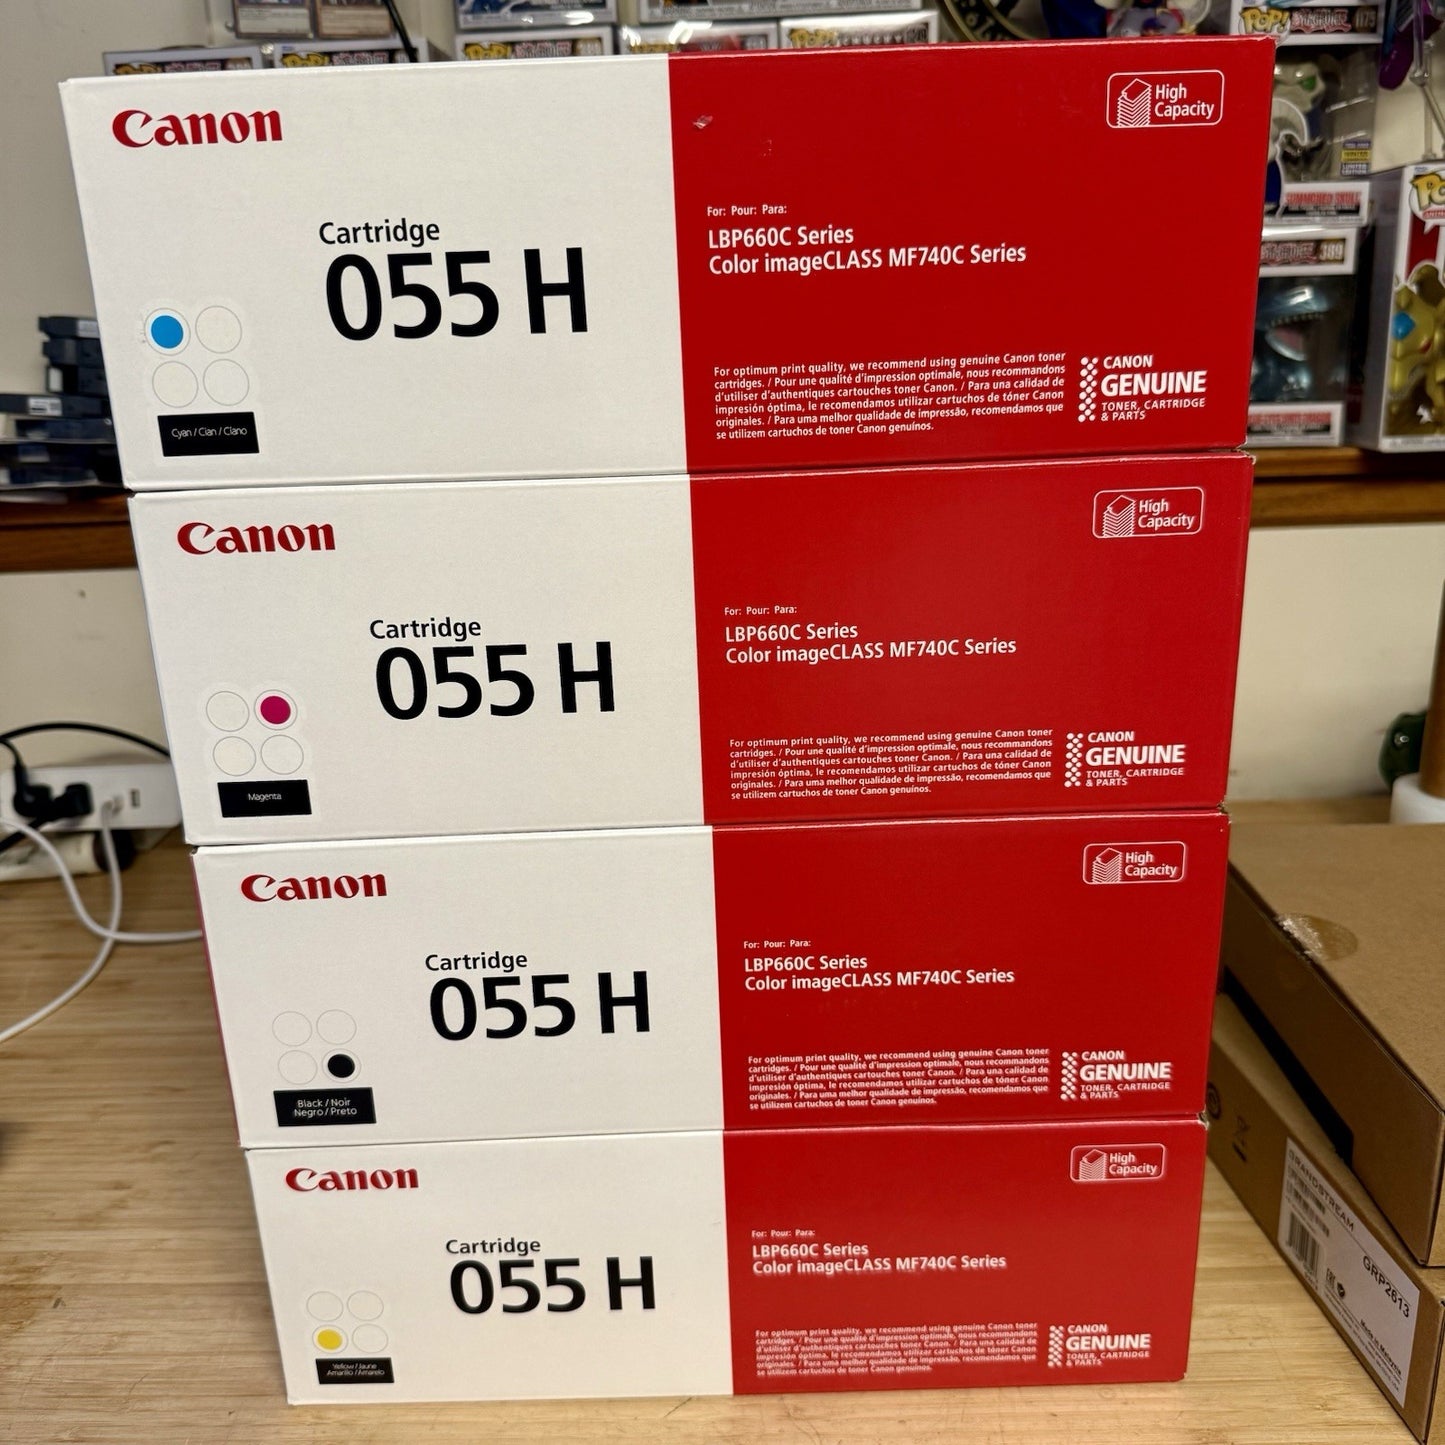 Canon
High
Capacity
Cartridge
055 H
For: Pour: Para:
LBP660C Series
Color imageCLASS MF740C Series
Cyan / Cian / Ciano
For optimum print quality, we recommend using genuine Canon toner
cartridges. / Pour une qualité d'impression optimale, nous recommandons
d'utiliser d'authentiques cartouches toner Canon. / Para una calidad de
impresión óptima, le recomendamos utilizar cartuchos de tóner Canon
originales. / Para uma melhor qualidade de impressão, recomendamos que
se utilizem cartuchos de toner Canon genuínos.
CANON
GENUINE
TONER, CARTRIDGE
& PARTS
Canon
High
Capacity
Cartridge
055 H
For: Pour: Para:
LBP660C Series
Color imageCLASS MF740C Series
Magenta
For optimum print quality, we recommend using genuine Canon toner
cartridges. / Pour une qualité d'impression optimale, nous recommandons
d'utiliser d'authentiques cartouches toner Canon. / Para una calidad de
impresión óptima, le recomendamos utilizar cartuchos de tóner Canon
originales. / Para uma melhor qualidade de impressão, recomendamos que
se utilizem cartuchos de toner Canon genuínos.
CANON
GENUINE
TONER, CARTRIDGE
& PARTS
Canon
High
Capacity
Cartridge
055 H
For: Pour: Para:
LBP660C Series
Color imageCLASS MF740C Series
Black / Noir
Negro / Preto
For optimum print quality, we recommend using genuine Canon toner
cartridges. / Pour une qualité d'impression optimale, nous recommandons
d'utiliser d'authentiques cartouches toner Canon. / Para una calidad de
impresión óptima, le recomendamos utilizar cartuchos de tóner Canon
originales. / Para uma melhor qualidade de impressão, recomendamos que
se utilizem cartuchos de toner Canon genuínos.
CANON
GENUINE
TONER, CARTRIDGE
& PARTS
Canon
High
Capacity
Cartridge
055 H
For: Pour: Para:
LBP660C Series
Color imageCLASS MF740C Series
Yellow / Jaune
Amarillo / Amarelo
For optimum print quality, we recommend using genuine Canon toner
cartridges. / Pour une qualité d'impression optimale, nous recommandons
d'utiliser d'authentiques cartouches toner Canon. / Para una calidad de
impresión óptima, le recomendamos utilizar cartuchos de tóner Canon
originales. / Para uma melhor qualidade de impressão, recomendamos que
se utilizem cartuchos de toner Canon genuínos.
CANON
GENUINE
TONER, CARTRIDGE
& PARTS
POP!
POP!
POP!
POP!
POP!
1175
SUMMONED SKULL
389
GRANDSTREAM
GRP2613
Made in Malaysia